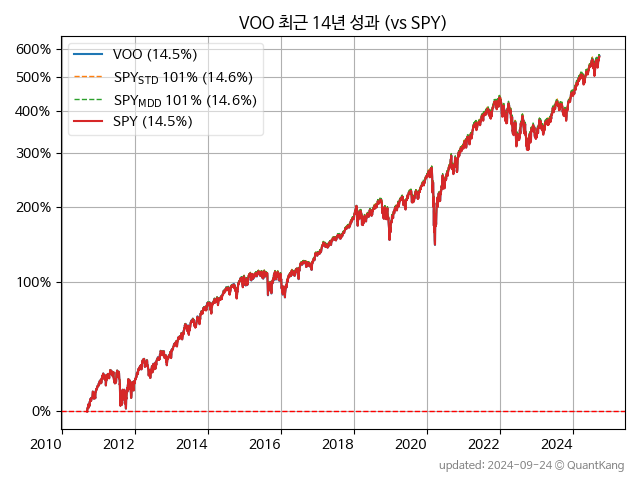 VOO 최근 14년 성과 (vs SPY)
VOO (14.5%)
SPY_STD 101% (14.6%)
SPY_MDD 101% (14.6%)
SPY (14.5%)
600%
500%
400%
300%
200%
100%
0%
2010 2012 2014 2016 2018 2020 2022 2024
updated: 2024-09-24 © QuantKang